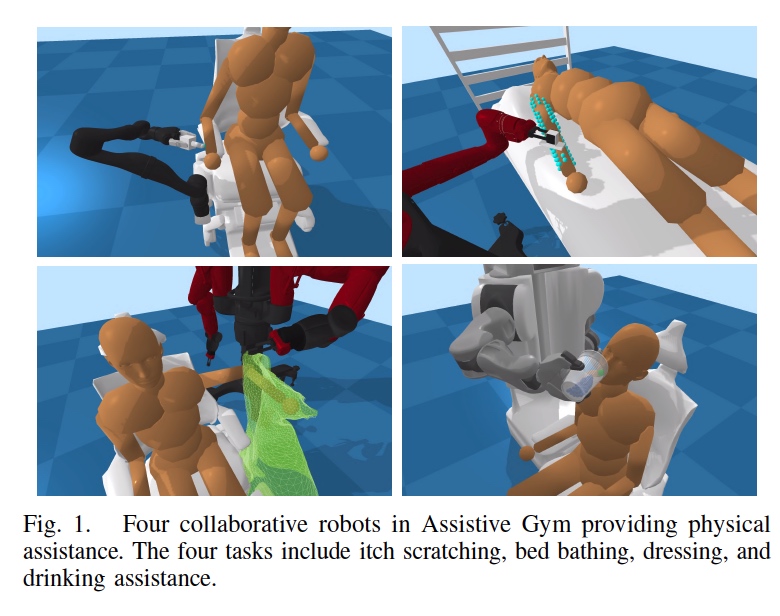 Fig. 1. Four collaborative robots in Assistive Gym providing physical
assistance. The four tasks include itch scratching, bed bathing, dressing, and
drinking assistance.